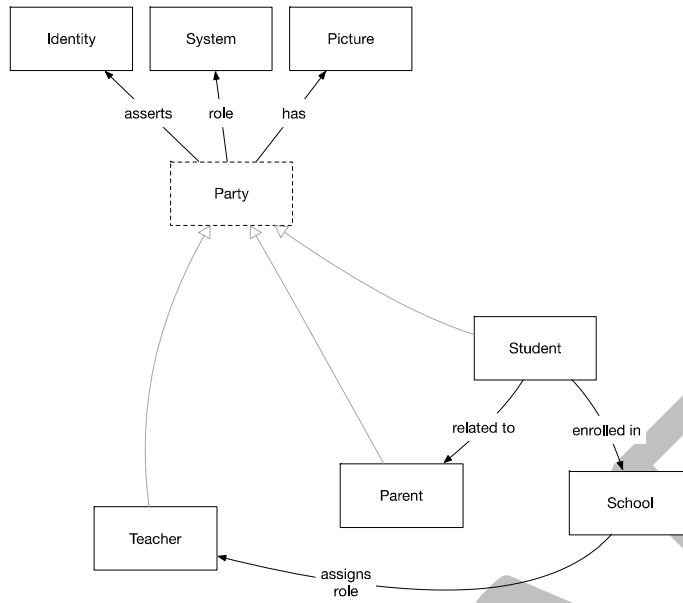 Identity
System
Picture
asserts
role
has
Party
Student
related to
enrolled in
Parent
School
Teacher
assigns
role